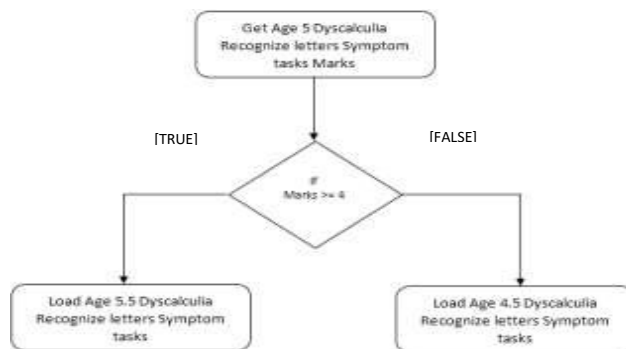 Get Age 5 Dyscalculia
Recognize letters Symptom
tasks Marks
[TRUE]
[FALSE]
If
Marks >= 4
Load Age 5.5 Dyscalculia
Recognize letters Symptom
tasks
Load Age 4.5 Dyscalculia
Recognize letters Symptom
tasks